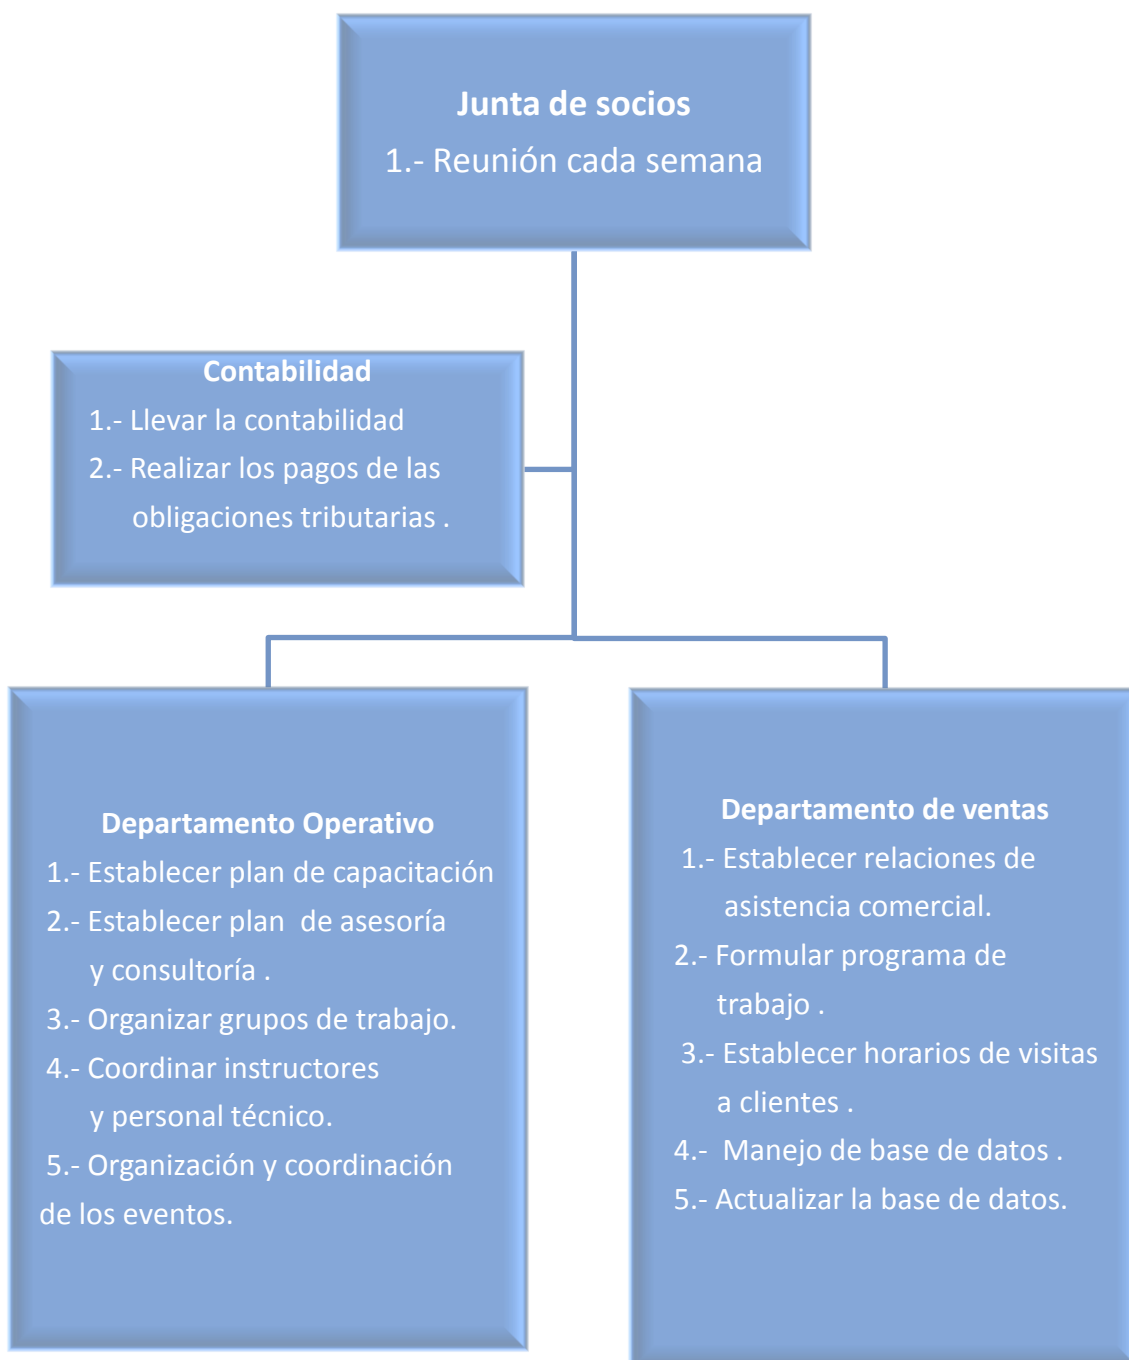 Junta de socios
1.- Reunión cada semana
Contabilidad
1.- Llevar la contabilidad
2.- Realizar los pagos de las
obligaciones tributarias .
Departamento Operativo
1.- Establecer plan de capacitación
2.- Establecer plan  de asesoría
y consultoría .
3.- Organizar grupos de trabajo.
4.- Coordinar instructores
y personal técnico.
5.- Organización y coordinación
de los eventos.
Departamento de ventas
1.- Establecer relaciones de
asistencia comercial.
2.- Formular programa de
trabajo .
3.- Establecer horarios de visitas
a clientes .
4.-  Manejo de base de datos .
5.- Actualizar la base de datos.